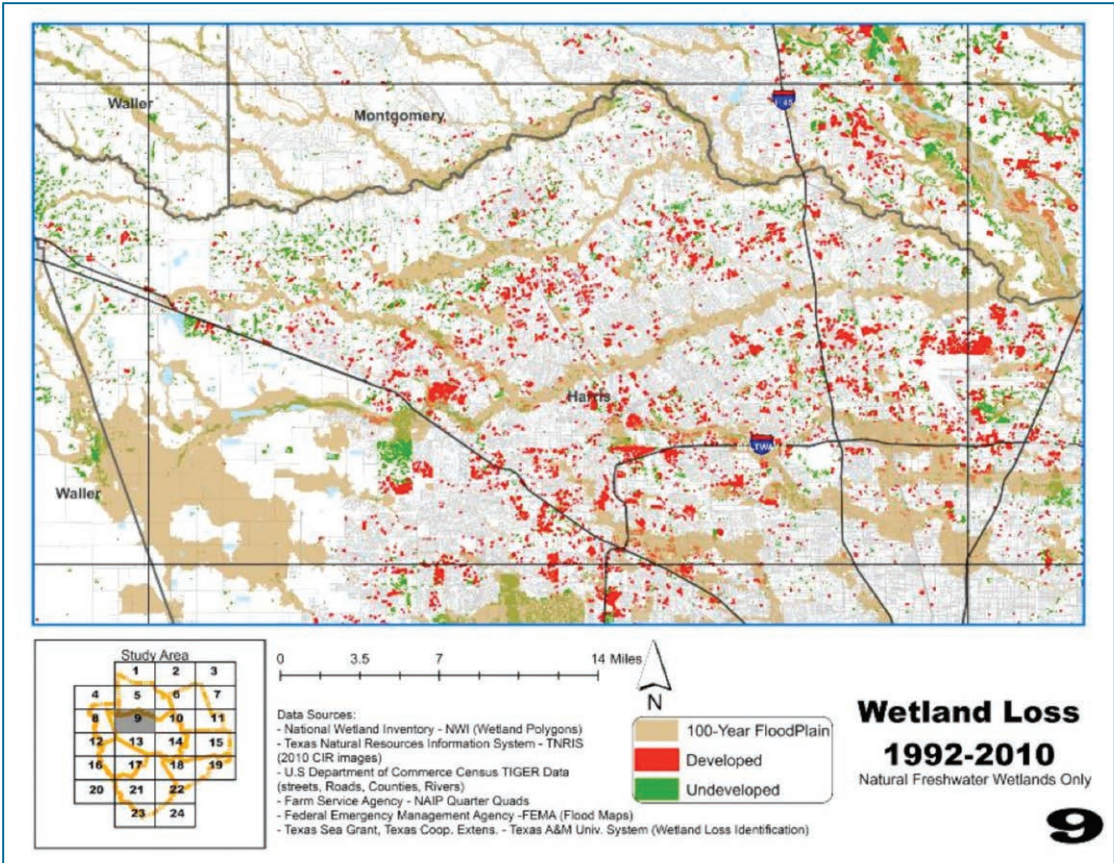 Waller
Montgomery
I-45
Harris
TWA
Waller
Study Area
1 2 3
4 5 6 7
8 9 10 11
12 13 14 15
16 17 18 19
20 21 22
23 24
0 3.5 7 14 Miles
N
Data Sources:
- National Wetland Inventory - NWI (Wetland Polygons)
- Texas Natural Resources Information System - TNRIS
(2010 CIR images)
- U.S Department of Commerce Census TIGER Data
(streets, Roads, Counties, Rivers)
- Farm Service Agency - NAIP Quarter Quads
- Federal Emergency Management Agency -FEMA (Flood Maps)
- Texas Sea Grant, Texas Coop. Extens. - Texas A&M Univ. System (Wetland Loss Identification)
100-Year FloodPlain
Developed
Undeveloped
Wetland Loss
1992-2010
Natural Freshwater Wetlands Only
9